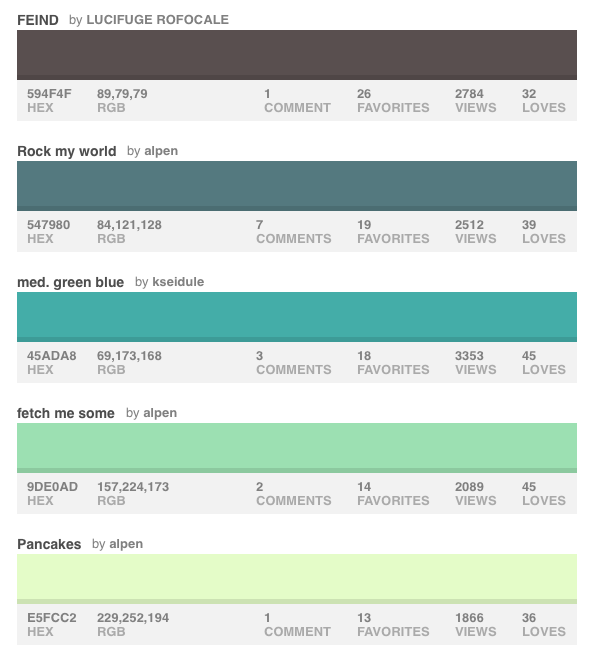 FEIND by LUCIFUGE ROFOCALE
594F4F 89,79,79 1 26 2784 32
HEX RGB COMMENT FAVORITES VIEWS LOVES
Rock my world by alpen
547980 84,121,128 7 19 2512 39
HEX RGB COMMENTS FAVORITES VIEWS LOVES
med. green blue by kseidule
45ADA8 69,173,168 3 18 3353 45
HEX RGB COMMENTS FAVORITES VIEWS LOVES
fetch me some by alpen
9DE0AD 157,224,173 2 14 2089 45
HEX RGB COMMENTS FAVORITES VIEWS LOVES
Pancakes by alpen
E5FCC2 229,252,194 1 13 1866 36
HEX RGB COMMENT FAVORITES VIEWS LOVES